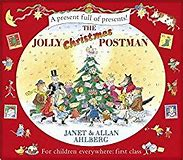 A present full of presents!
THE
JOLLY Christmas
POSTMAN
JANET & ALLAN
AHLBERG
For children everywhere; first class